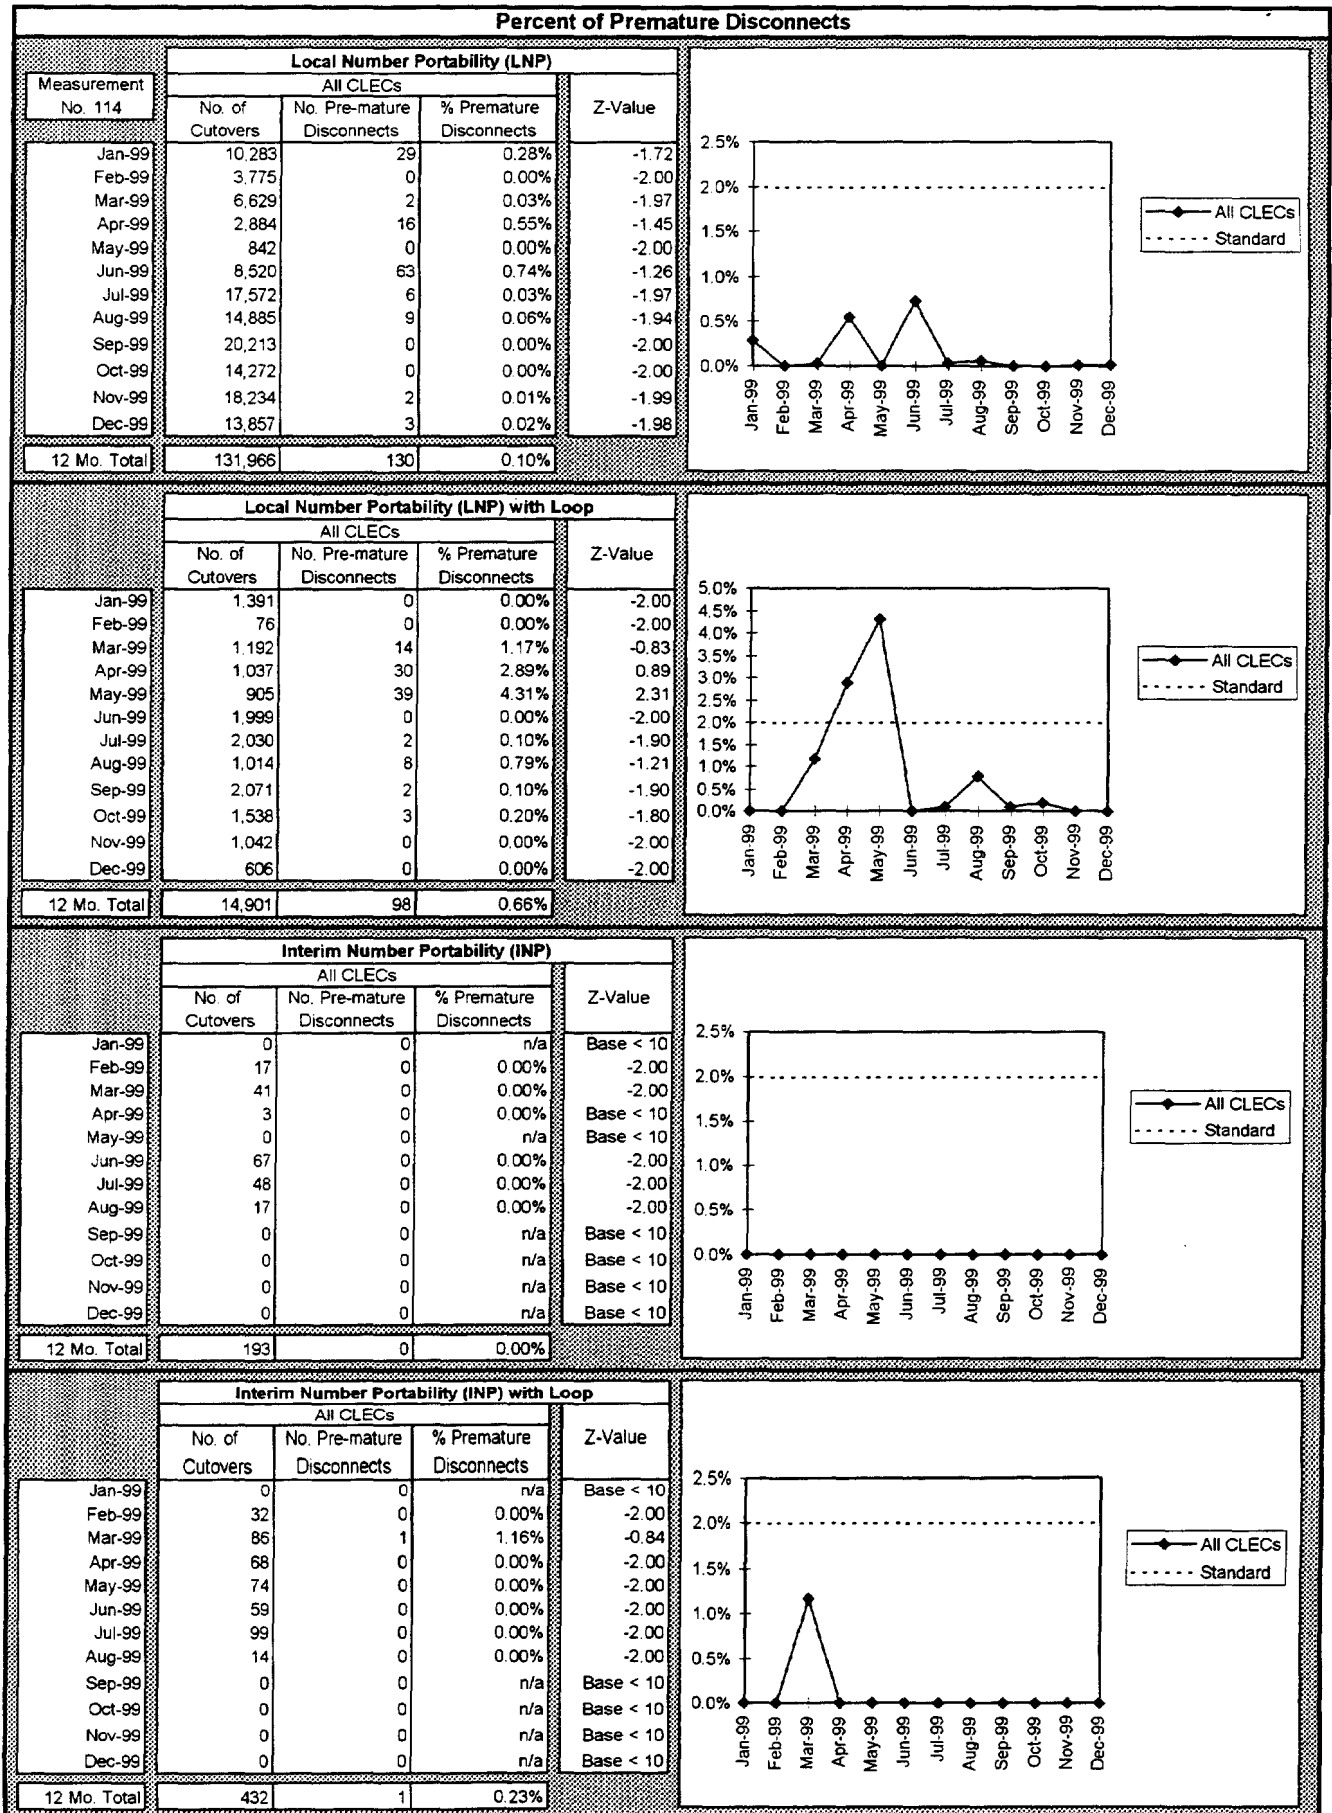 Percent of Premature Disconnects
Local Number Portability (LNP)
Measurement No. 114
All CLECs
No. of Cutovers No. Pre-mature Disconnects % Premature Disconnects Z-Value
Jan-99 10,283 29 0.28% -1.72
Feb-99 3,775 0 0.00% -2.00
Mar-99 6,629 2 0.03% -1.97
Apr-99 2,884 16 0.55% -1.45
May-99 842 0 0.00% -2.00
Jun-99 8,520 63 0.74% -1.26
Jul-99 17,572 6 0.03% -1.97
Aug-99 14,885 9 0.06% -1.94
Sep-99 20,213 0 0.00% -2.00
Oct-99 14,272 0 0.00% -2.00
Nov-99 18,234 2 0.01% -1.99
Dec-99 13,857 3 0.02% -1.98
12 Mo. Total 131,966 130 0.10%
2.5%
2.0%
1.5%
1.0%
0.5%
0.0%
Jan-99 Feb-99 Mar-99 Apr-99 May-99 Jun-99 Jul-99 Aug-99 Sep-99 Oct-99 Nov-99 Dec-99
All CLECs
Standard
Local Number Portability (LNP) with Loop
All CLECs
No. of Cutovers No. Pre-mature Disconnects % Premature Disconnects Z-Value
Jan-99 1,391 0 0.00% -2.00
Feb-99 76 0 0.00% -2.00
Mar-99 1,192 14 1.17% -0.83
Apr-99 1,037 30 2.89% 0.89
May-99 905 39 4.31% 2.31
Jun-99 1,999 0 0.00% -2.00
Jul-99 2,030 2 0.10% -1.90
Aug-99 1,014 8 0.79% -1.21
Sep-99 2,071 2 0.10% -1.90
Oct-99 1,538 3 0.20% -1.80
Nov-99 1,042 0 0.00% -2.00
Dec-99 606 0 0.00% -2.00
12 Mo. Total 14,901 98 0.66%
5.0%
4.5%
4.0%
3.5%
3.0%
2.5%
2.0%
1.5%
1.0%
0.5%
0.0%
Jan-99 Feb-99 Mar-99 Apr-99 May-99 Jun-99 Jul-99 Aug-99 Sep-99 Oct-99 Nov-99 Dec-99
All CLECs
Standard
Interim Number Portability (INP)
All CLECs
No. of Cutovers No. Pre-mature Disconnects % Premature Disconnects Z-Value
Jan-99 0 0 n/a Base < 10
Feb-99 17 0 0.00% -2.00
Mar-99 41 0 0.00% -2.00
Apr-99 3 0 0.00% Base < 10
May-99 0 0 n/a Base < 10
Jun-99 67 0 0.00% -2.00
Jul-99 48 0 0.00% -2.00
Aug-99 17 0 0.00% -2.00
Sep-99 0 0 n/a Base < 10
Oct-99 0 0 n/a Base < 10
Nov-99 0 0 n/a Base < 10
Dec-99 0 0 n/a Base < 10
12 Mo. Total 193 0 0.00%
2.5%
2.0%
1.5%
1.0%
0.5%
0.0%
Jan-99 Feb-99 Mar-99 Apr-99 May-99 Jun-99 Jul-99 Aug-99 Sep-99 Oct-99 Nov-99 Dec-99
All CLECs
Standard
Interim Number Portability (INP) with Loop
All CLECs
No. of Cutovers No. Pre-mature Disconnects % Premature Disconnects Z-Value
Jan-99 0 0 n/a Base < 10
Feb-99 32 0 0.00% -2.00
Mar-99 86 1 1.16% -0.84
Apr-99 68 0 0.00% -2.00
May-99 74 0 0.00% -2.00
Jun-99 59 0 0.00% -2.00
Jul-99 99 0 0.00% -2.00
Aug-99 14 0 0.00% -2.00
Sep-99 0 0 n/a Base < 10
Oct-99 0 0 n/a Base < 10
Nov-99 0 0 n/a Base < 10
Dec-99 0 0 n/a Base < 10
12 Mo. Total 432 1 0.23%
2.5%
2.0%
1.5%
1.0%
0.5%
0.0%
Jan-99 Feb-99 Mar-99 Apr-99 May-99 Jun-99 Jul-99 Aug-99 Sep-99 Oct-99 Nov-99 Dec-99
All CLECs
Standard